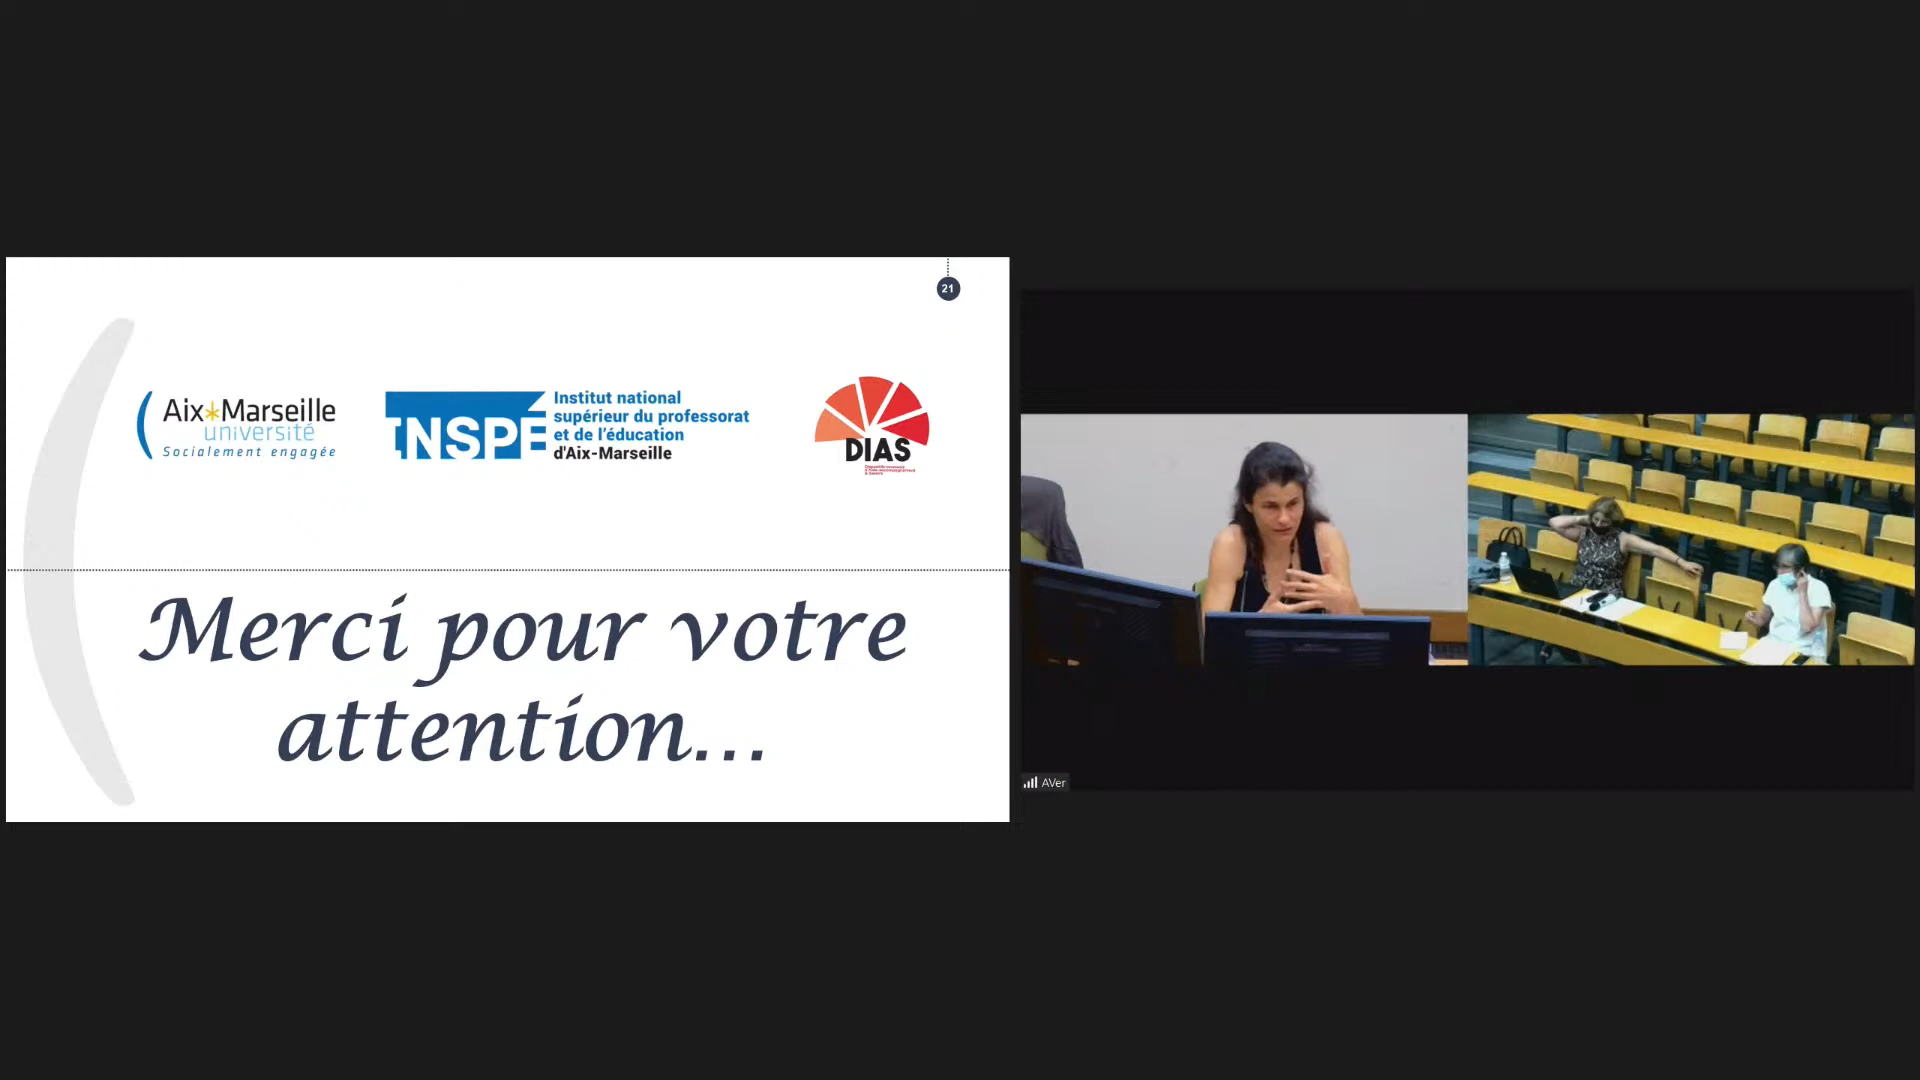 21
Aix*Marseille
université
Socialement engagée
INSPÉ
Institut national
supérieur du professorat
et de l'éducation
d'Aix-Marseille
DIAS
Merci pour votre
attention...
AVer